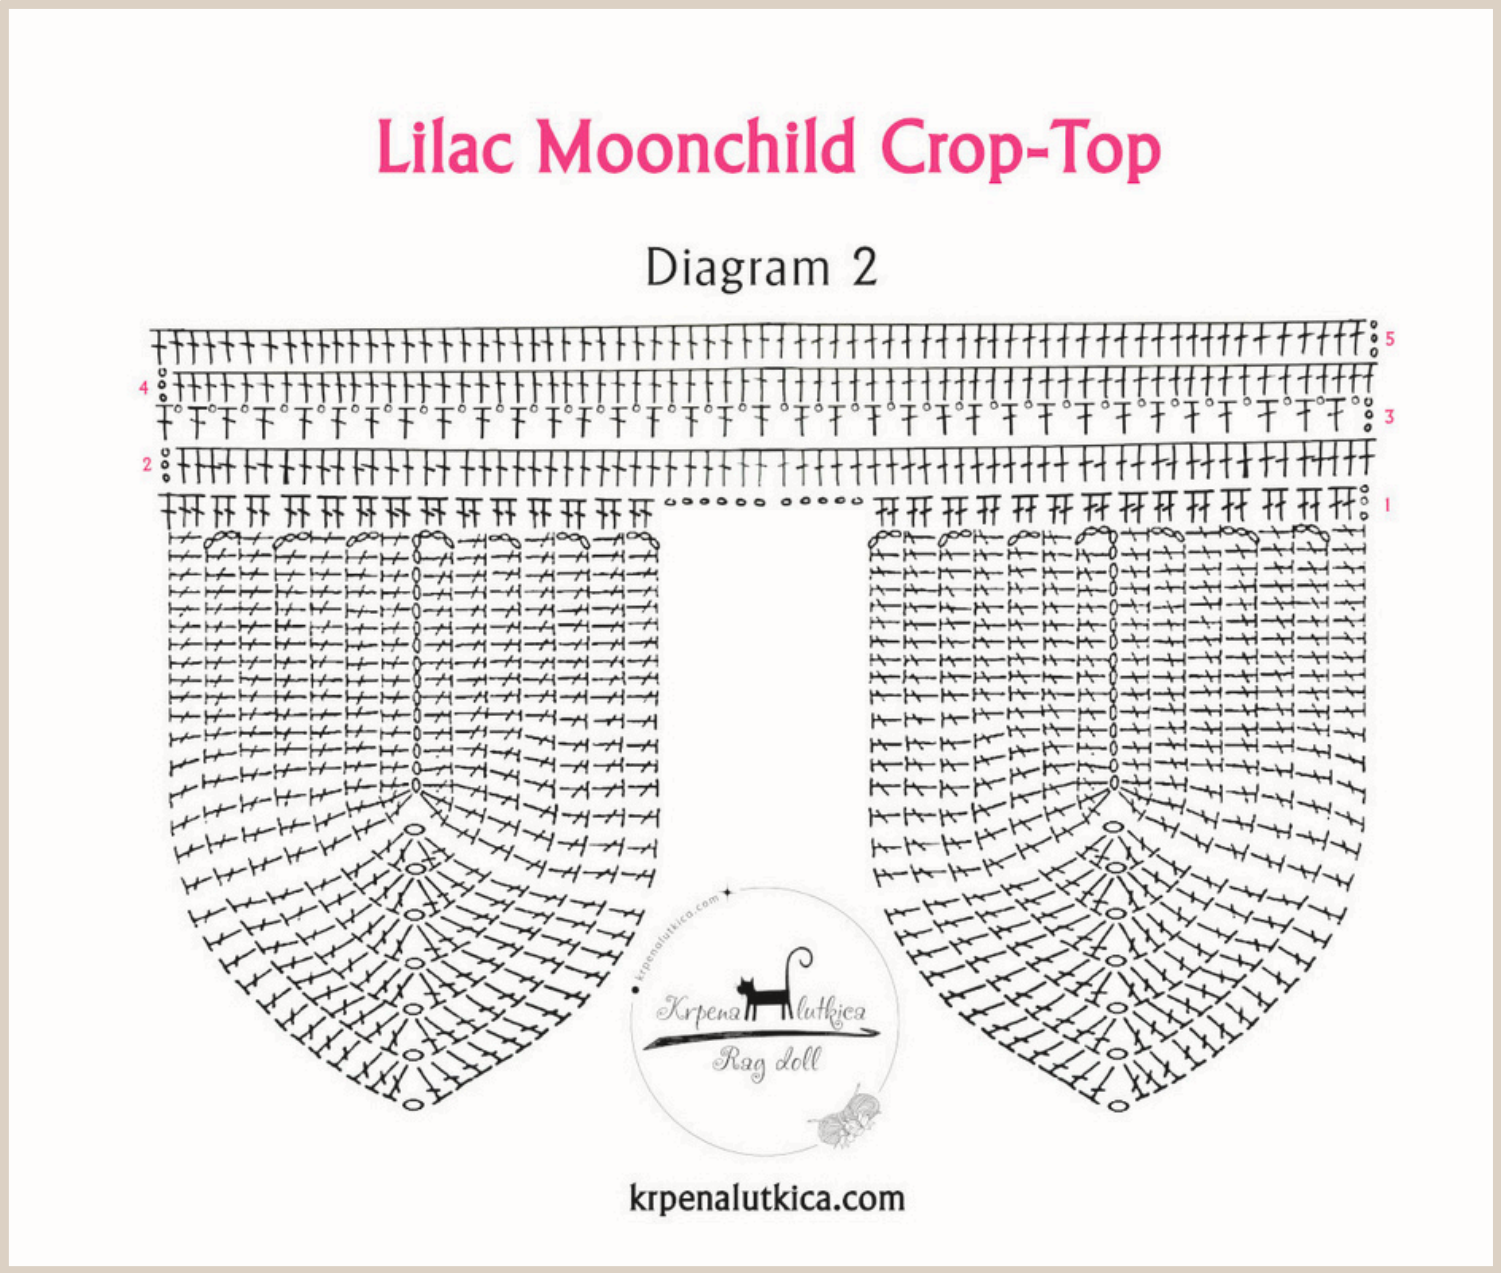 Lilac Moonchild Crop-Top
Diagram 2
5
4
3
2
1
krpenalutkica.com
Krpena lutkica
Rag doll
krpenalutkica.com